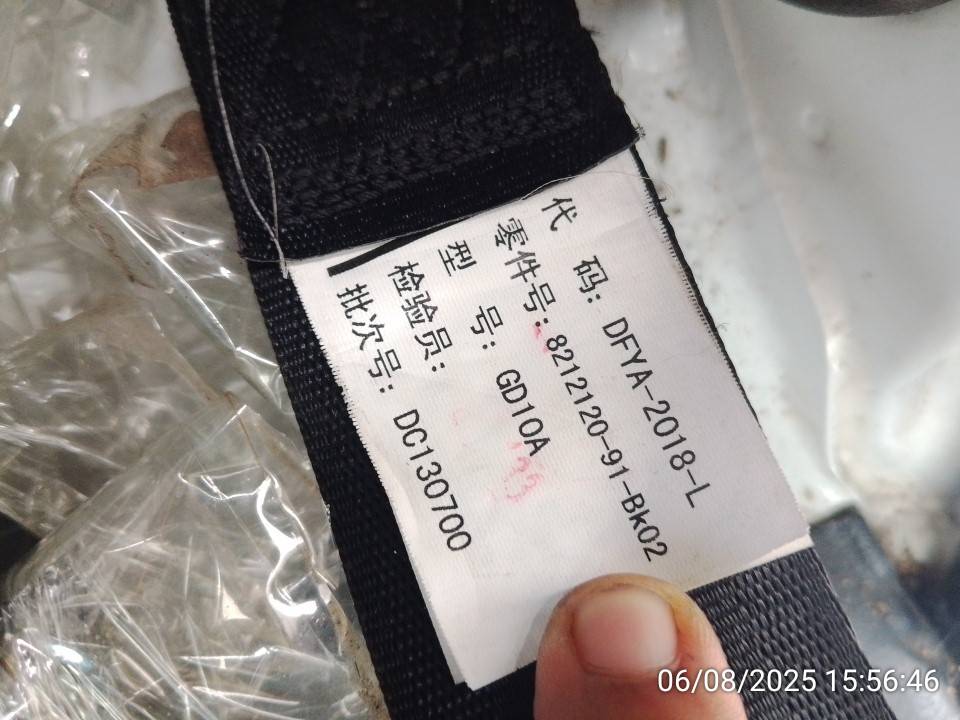 代 码: DFYA-2018-L
零件号: 8212120-91-Bk02
型 号: GD10A
检验员:
批次号: DC130700
06/08/2025 15:56:46